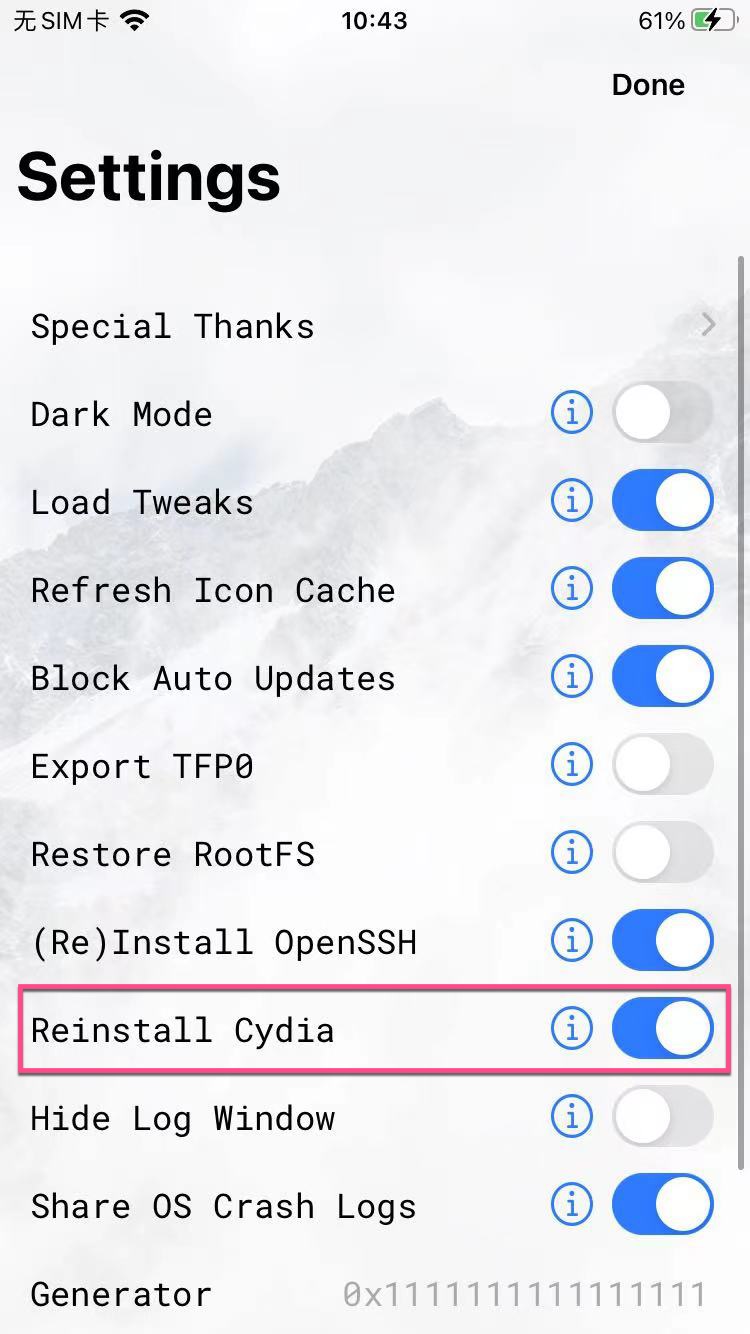 无SIM卡 10:43 61%
Done
Settings
Special Thanks
Dark Mode
Load Tweaks
Refresh Icon Cache
Block Auto Updates
Export TFP0
Restore RootFS
(Re)Install OpenSSH
Reinstall Cydia
Hide Log Window
Share OS Crash Logs
Generator 0x1111111111111111